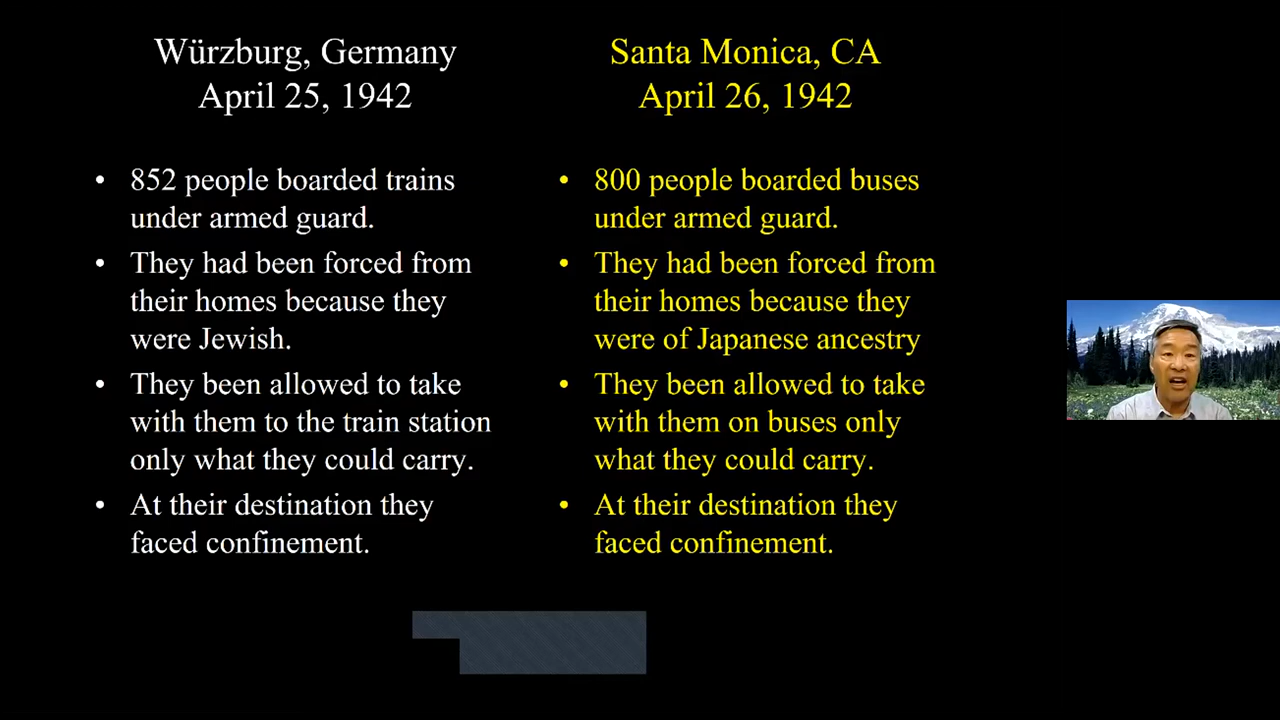 Würzburg, Germany
April 25, 1942
• 852 people boarded trains
under armed guard.
• They had been forced from
their homes because they
were Jewish.
• They been allowed to take
with them to the train station
only what they could carry.
• At their destination they
faced confinement.
Santa Monica, CA
April 26, 1942
• 800 people boarded buses
under armed guard.
• They had been forced from
their homes because they
were of Japanese ancestry
• They been allowed to take
with them on buses only
what they could carry.
• At their destination they
faced confinement.